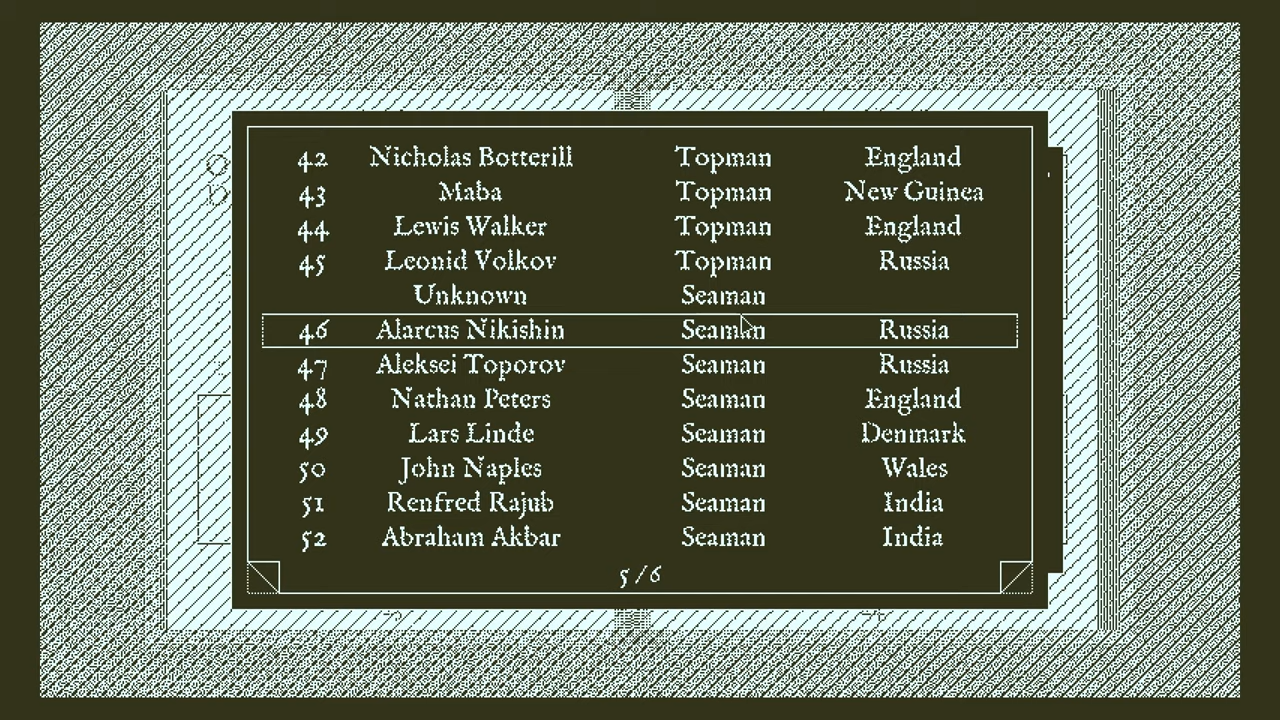 42 Nicholas Botterill Topman England
43 Maba Topman New Guinea
44 Lewis Walker Topman England
45 Leonid Volkov Topman Russia
Unknown Seaman
46 Alarcus Nikishin Seaman Russia
47 Aleksei Toporov Seaman Russia
48 Nathan Peters Seaman England
49 Lars Linde Seaman Denmark
50 John Naples Seaman Wales
51 Renfred Rajub Seaman India
52 Abraham Akbar Seaman India
5/6